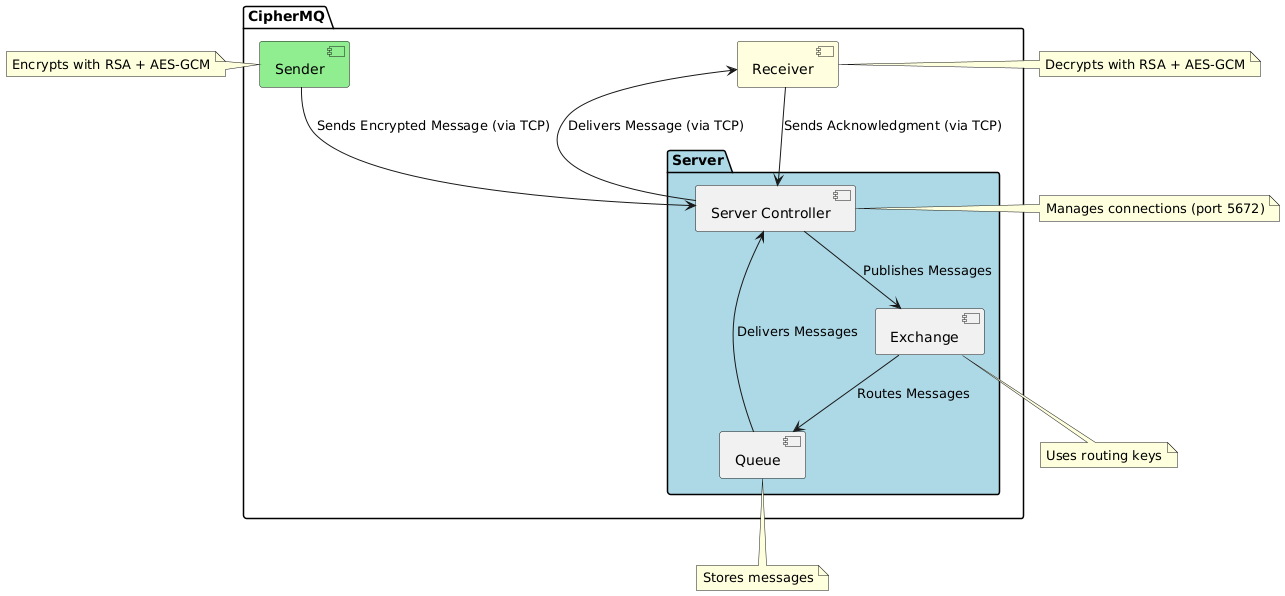 CipherMQ
Encrypts with RSA + AES-GCM
Sender
Receiver
Decrypts with RSA + AES-GCM
Sends Encrypted Message (via TCP)
Delivers Message (via TCP)
Sends Acknowledgment (via TCP)
Server
Server Controller
Manages connections (port 5672)
Publishes Messages
Delivers Messages
Exchange
Routes Messages
Queue
Uses routing keys
Stores messages